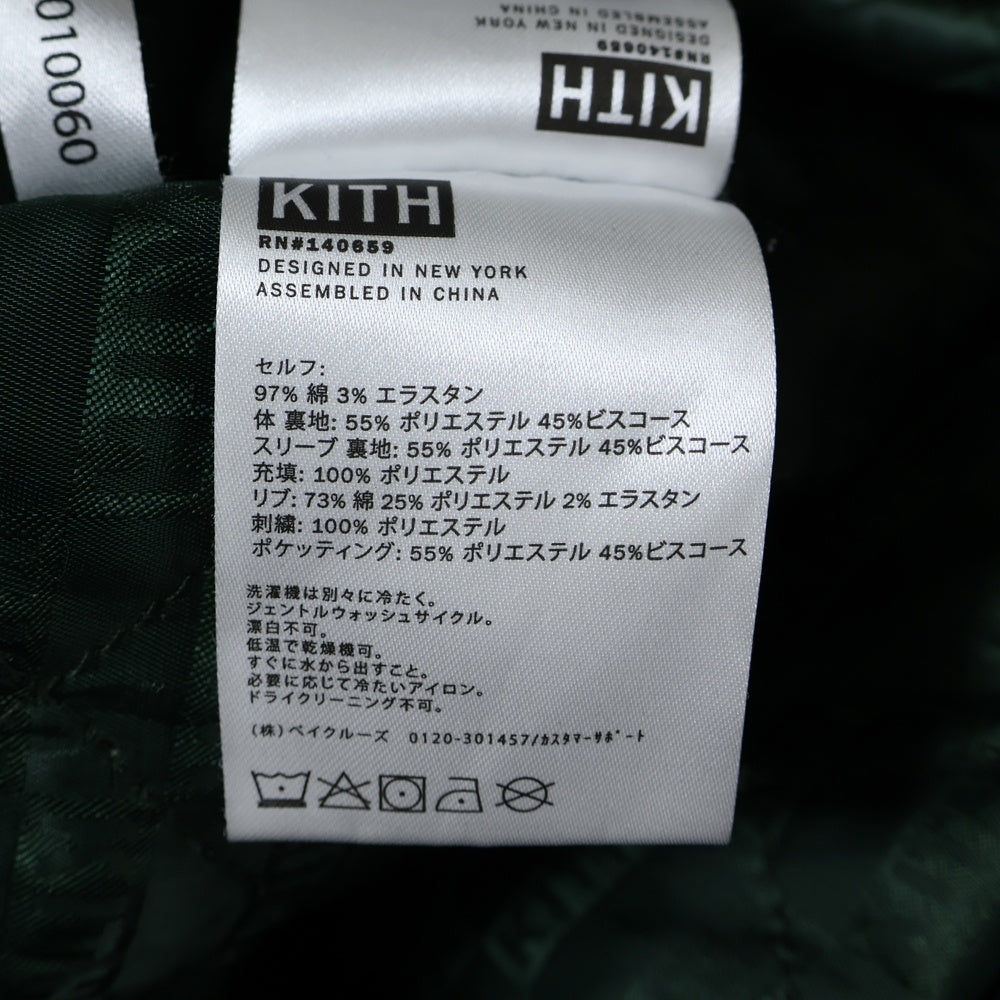 010060
DESIGNED IN NEW YORK
ASSEMBLED IN CHINA
RN#140659
KITH
KITH
RN#140659
DESIGNED IN NEW YORK
ASSEMBLED IN CHINA
セルフ:
97% 綿 3% エラスタン
体 裏地: 55% ポリエステル 45%ビスコース
スリーブ 裏地: 55% ポリエステル 45%ビスコース
充填: 100% ポリエステル
リブ: 73% 綿 25% ポリエステル 2% エラスタン
刺繍: 100% ポリエステル
ポケッティング: 55% ポリエステル 45%ビスコース
洗濯機は別々に冷たく。
ジェントルウォッシュサイクル。
漂白不可。
低温で乾燥機可。
すぐに水から出すこと。
必要に応じて冷たいアイロン。
ドライクリーニング不可。
(株)ベイクルーズ 0120-301457/ｶｽﾀﾏｰｻﾎﾟｰﾄ